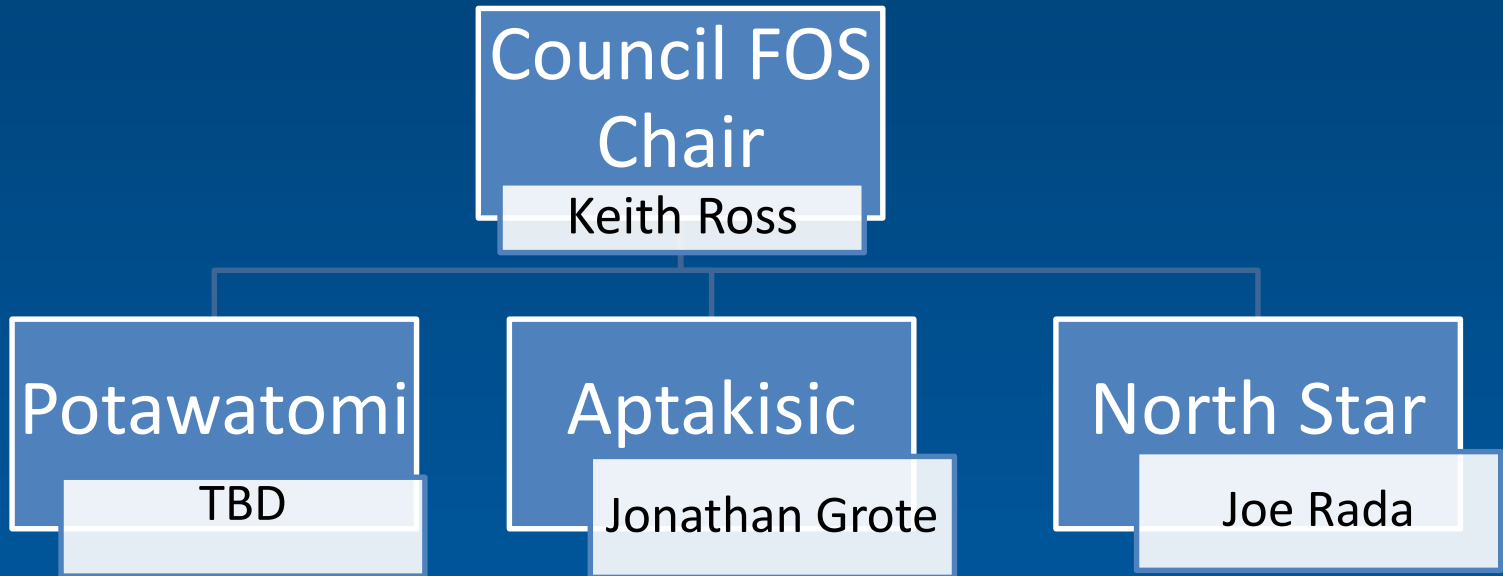 Council FOS
Chair
Keith Ross
Potawatomi
TBD
Aptakisic
Jonathan Grote
North Star
Joe Rada